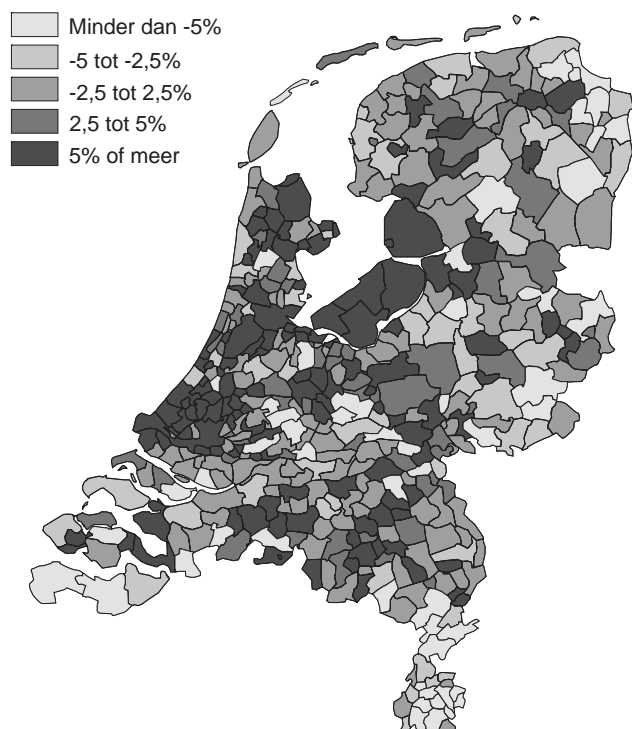 Minder dan -5%
-5 tot -2,5%
-2,5 tot 2,5%
2,5 tot 5%
5% of meer